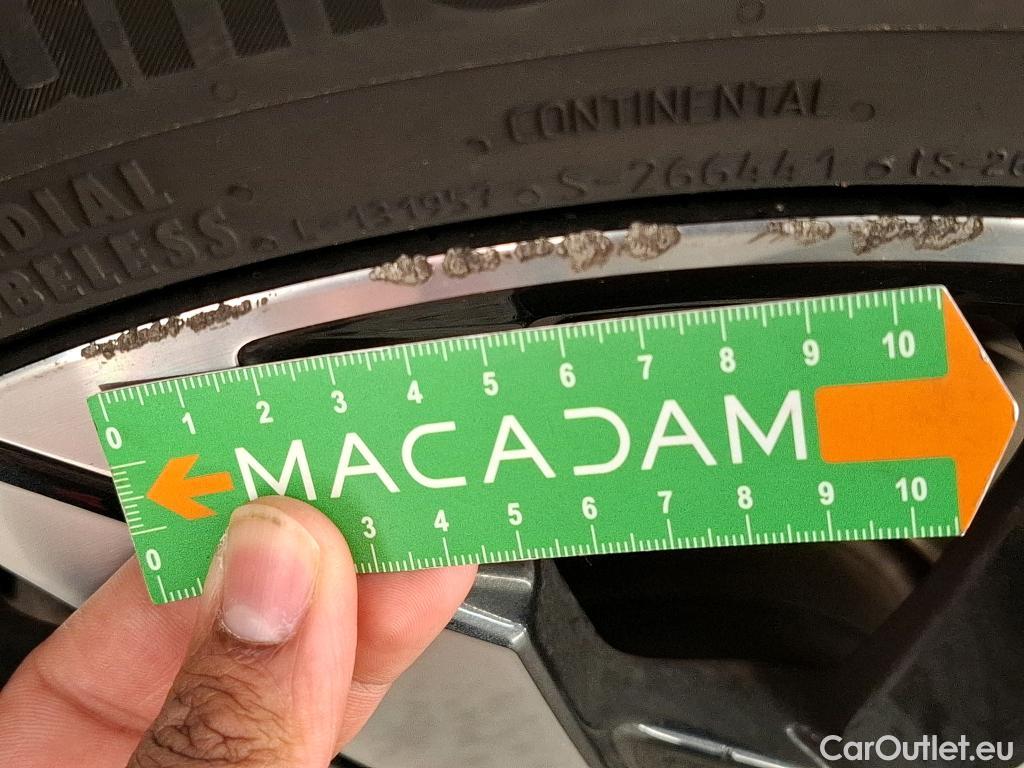 CONTINENTAL
L-131957 S-266441
DIAL
BELESS
0 1 2 3 4 5 6 7 8 9 10
MACADAM
0 3 4 5 6 7 8 9 10
CarOutlet.eu